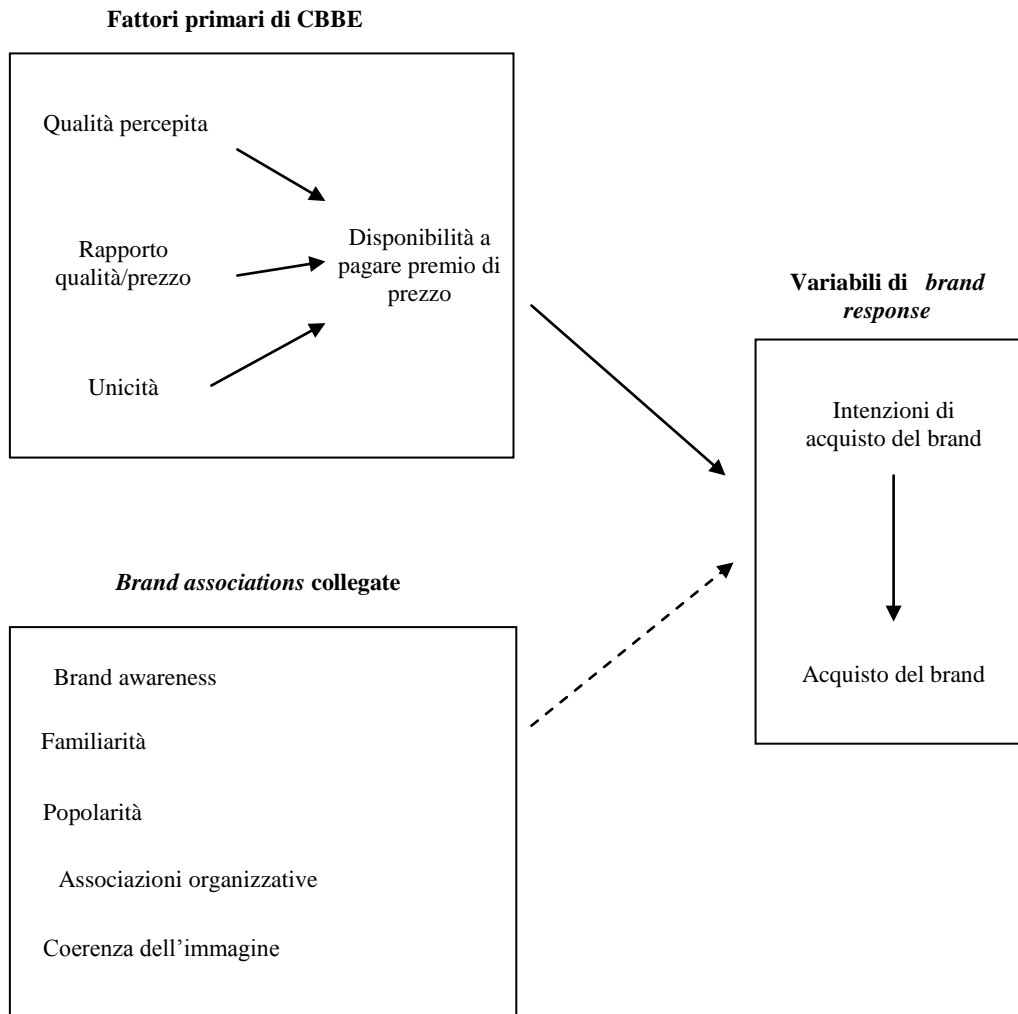 Fattori primari di CBBE
Qualità percepita
Rapporto
qualità/prezzo
Unicità
Disponibilità a
pagare premio di
prezzo
Variabili di brand
response
Intenzioni di
acquisto del brand
Acquisto del brand
Brand associations collegate
Brand awareness
Familiarità
Popolarità
Associazioni organizzative
Coerenza dell’immagine